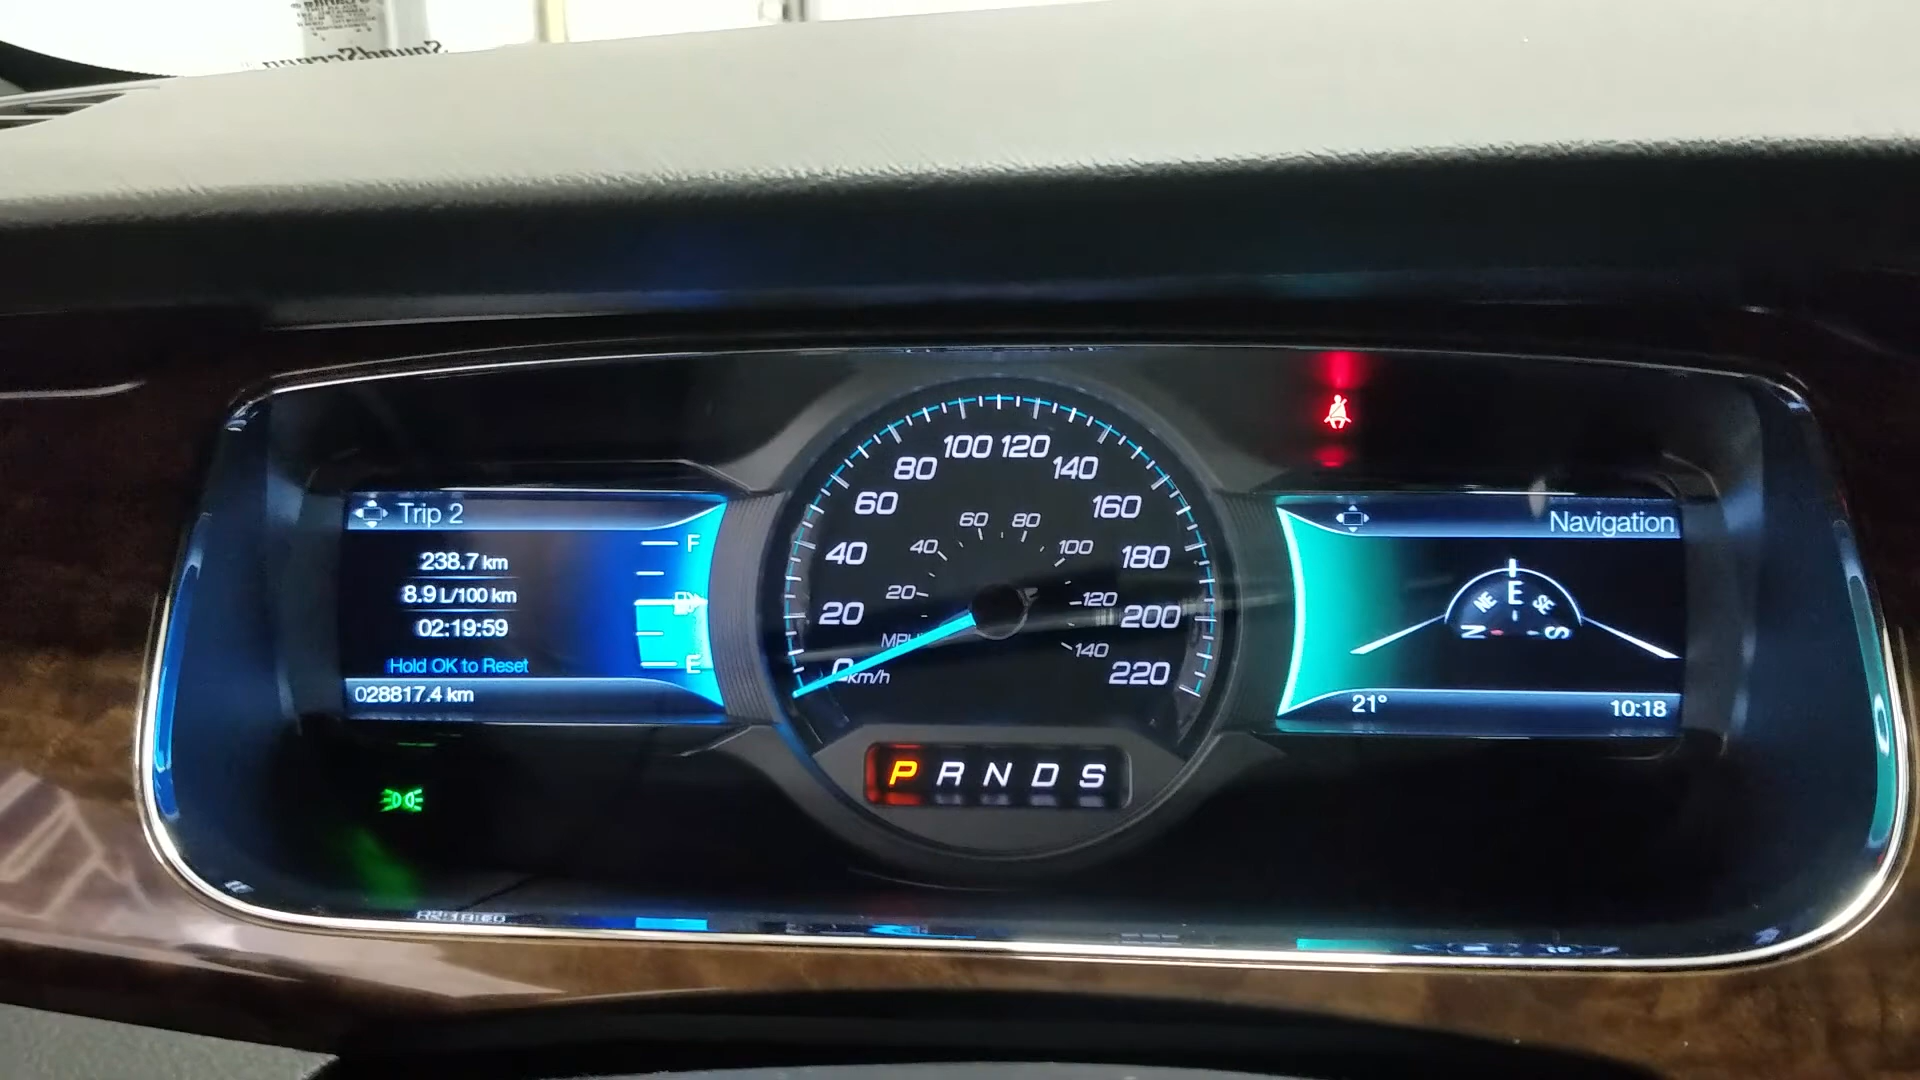 SoundScreen
Trip 2
238.7 km
8.9 L/100 km
02:19:59
Hold OK to Reset
028817.4 km
F
E
0 20 40 60 80 100 120 140 160 180 200 220
km/h
20 40 60 80 100 120 140
MPH
P R N D S
Navigation
N NE E SE S
21°
10:18